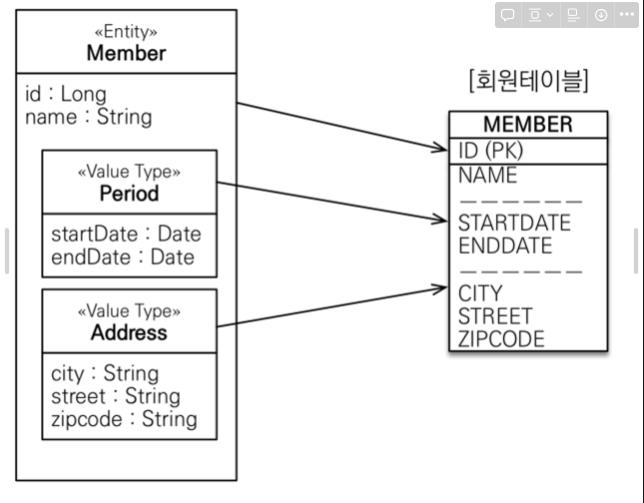 «Entity»
Member
id : Long
name : String
«Value Type»
Period
startDate : Date
endDate : Date
«Value Type»
Address
city : String
street : String
zipcode : String
[회원테이블]
MEMBER
ID (PK)
NAME
STARTDATE
ENDDATE
CITY
STREET
ZIPCODE